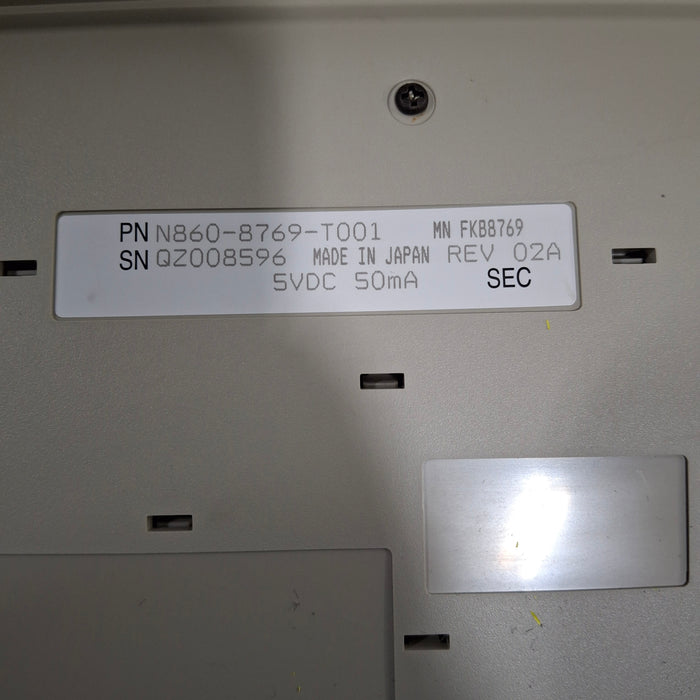 PN N860-8769-T001 MN FKB8769
SN QZ008596 MADE IN JAPAN REV 02A
5VDC 50mA SEC